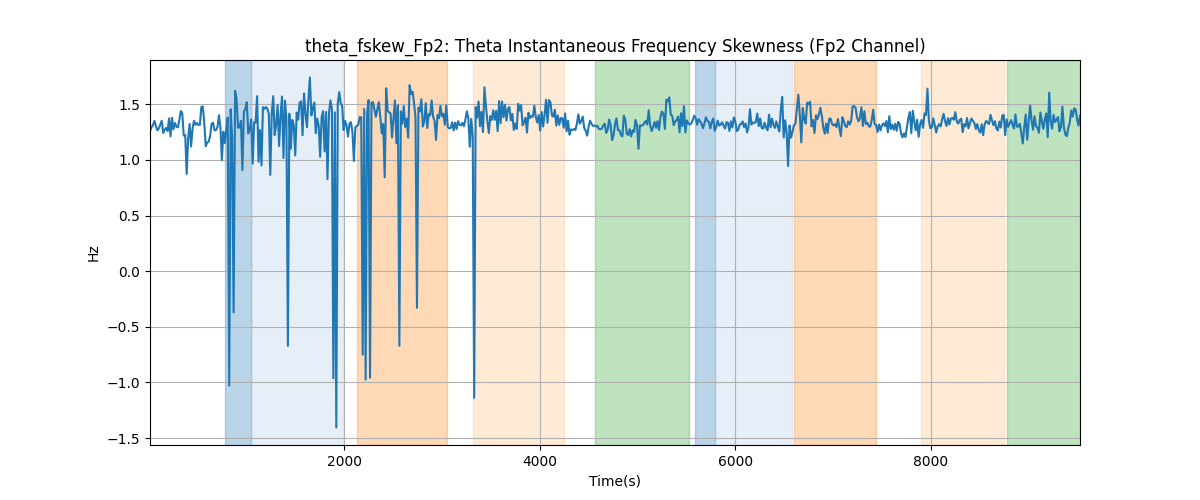 theta_fskew_Fp2: Theta Instantaneous Frequency Skewness (Fp2 Channel)
Hz
1.5
1.0
0.5
0.0
−0.5
−1.0
−1.5
2000 4000 6000 8000
Time(s)